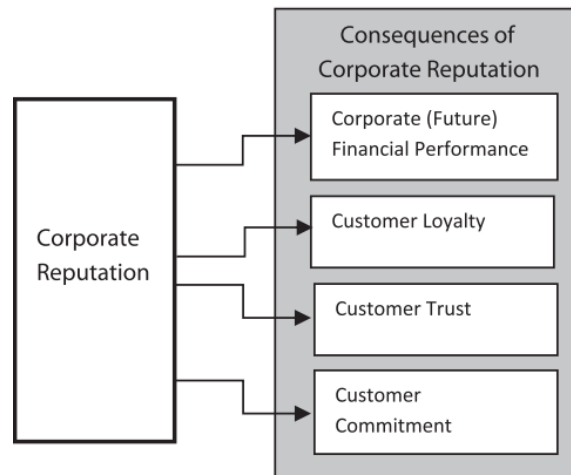 Consequences of
Corporate Reputation
Corporate (Future)
Financial Performance
Customer Loyalty
Corporate
Reputation
Customer Trust
Customer
Commitment